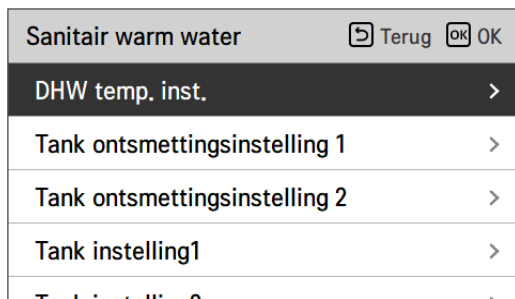 Sanitair warm water Terug OK OK
DHW temp. inst.
Tank ontsmettingsinstelling 1
Tank ontsmettingsinstelling 2
Tank instelling1